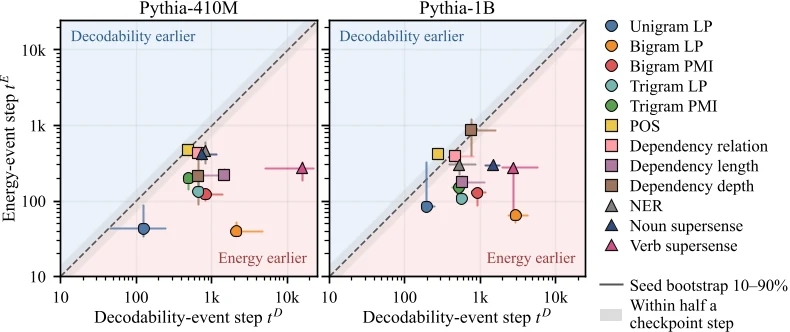 Pythia-410M
Pythia-1B
Energy-event step tE
10k
1k
100
10
Decodability earlier
Energy earlier
10
100
1k
10k
Decodability-event step tD
Decodability earlier
Energy earlier
10
100
1k
10k
Decodability-event step tD
Unigram LP
Bigram LP
Bigram PMI
Trigram LP
Trigram PMI
POS
Dependency relation
Dependency length
Dependency depth
NER
Noun supersense
Verb supersense
Seed bootstrap 10–90%
Within half a
checkpoint step